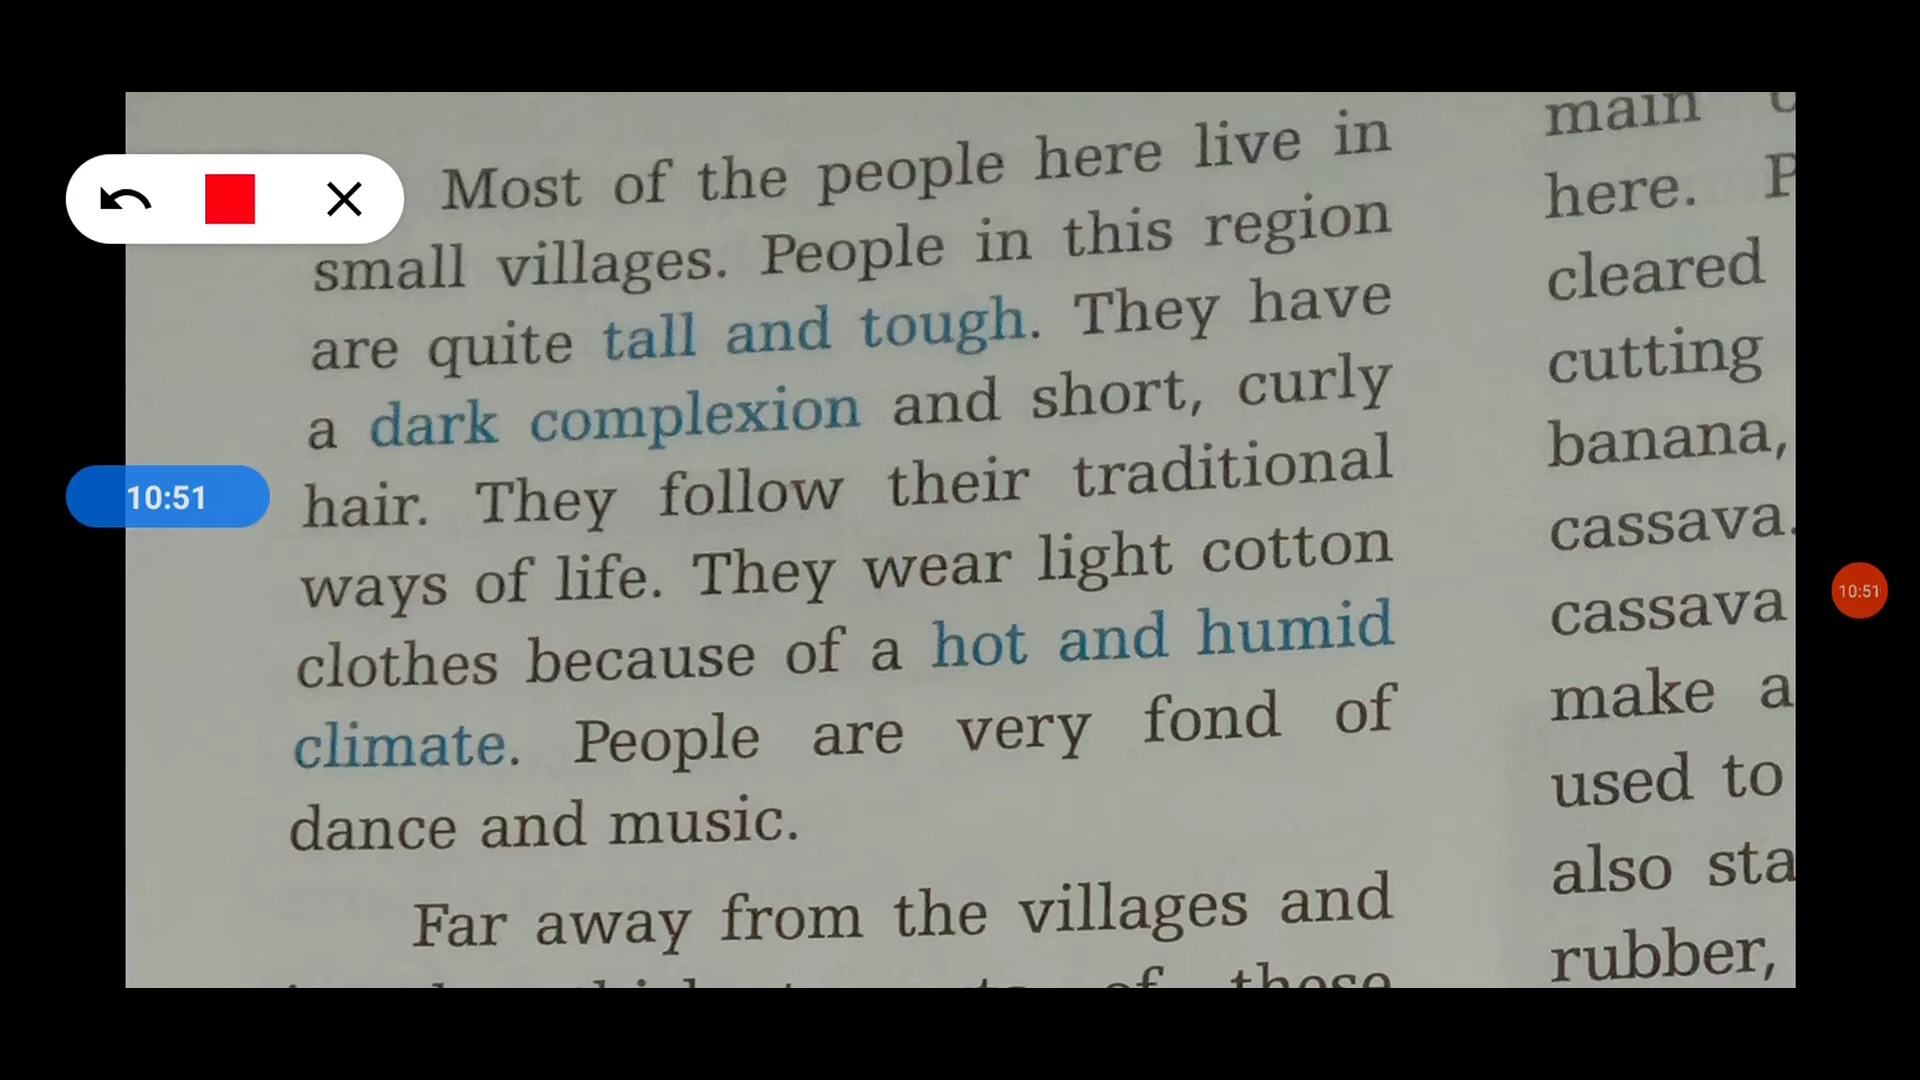 Most of the people here live in
small villages. People in this region
are quite tall and tough. They have
a dark complexion and short, curly
hair. They follow their traditional
ways of life. They wear light cotton
clothes because of a hot and humid
climate. People are very fond of
dance and music.
Far away from the villages and
of these
main
here. P
cleared
cutting
banana,
cassava.
cassava
make a
used to
also sta
rubber,
10:51
10:51